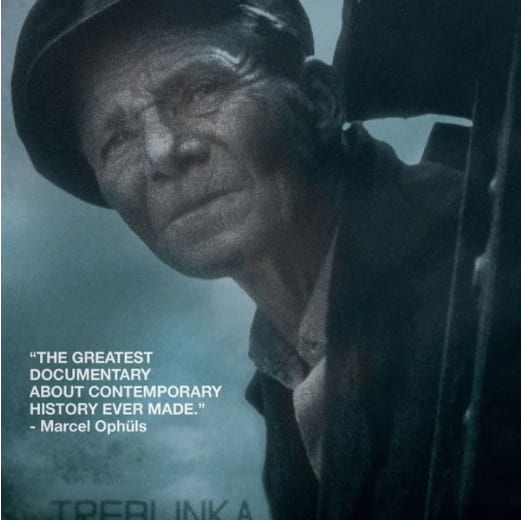 “THE GREATEST
DOCUMENTARY
ABOUT CONTEMPORARY
HISTORY EVER MADE.”
- Marcel Ophüls
TREBLINKA